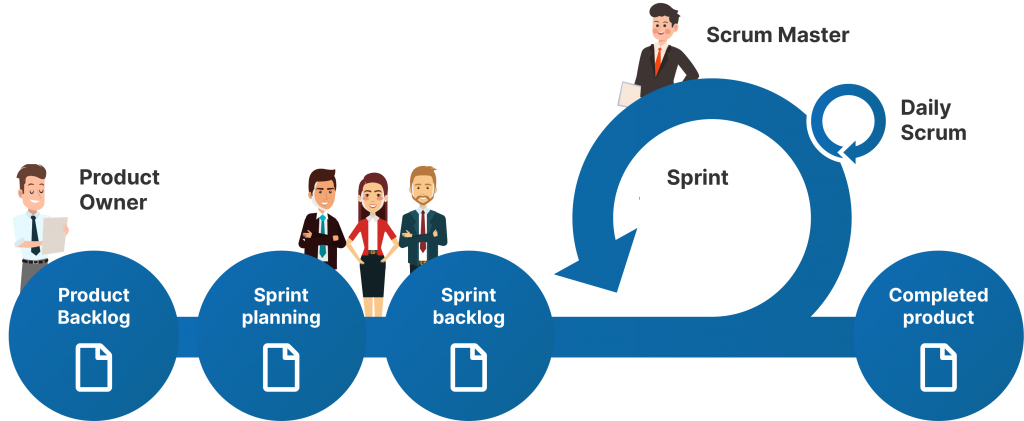 Scrum Master
Daily
Scrum
Product
Owner
Sprint
Product
Backlog
Sprint
planning
Sprint
backlog
Completed
product